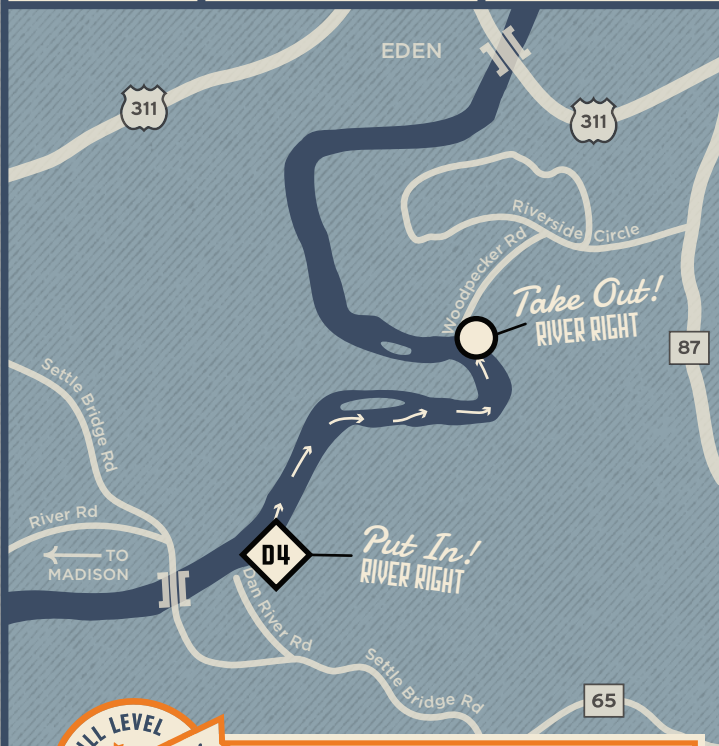 EDEN
311
311
Riverside Circle
Woodpecker Rd
Take Out!
RIVER RIGHT
87
Settle Bridge Rd
River Rd
TO
MADISON
D4
Put In!
RIVER RIGHT
Dan River Rd
Settle Bridge Rd
65
LEVEL